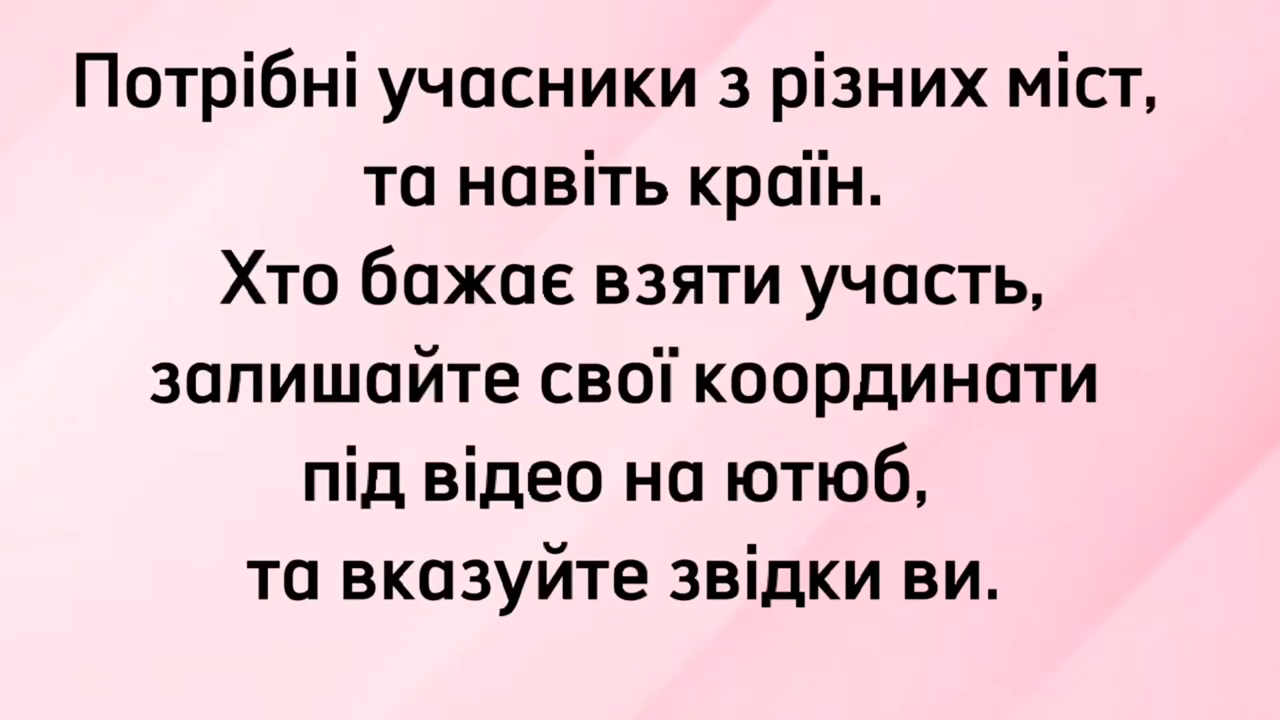 Потрібні учасники з різних міст,
та навіть країн.
Хто бажає взяти участь,
залишайте свої координати
під відео на ютюб,
та вказуйте звідки ви.